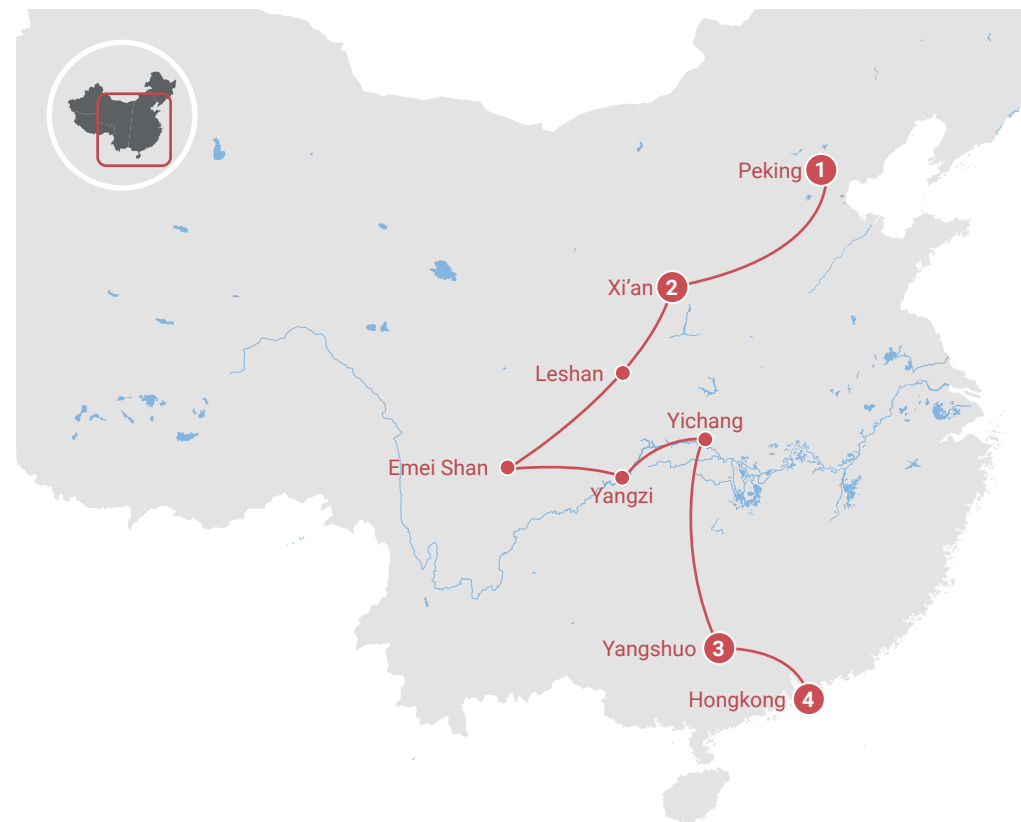 Peking 1
Xi’an 2
Leshan
Yichang
Emei Shan
Yangzi
Yangshuo 3
Hongkong 4